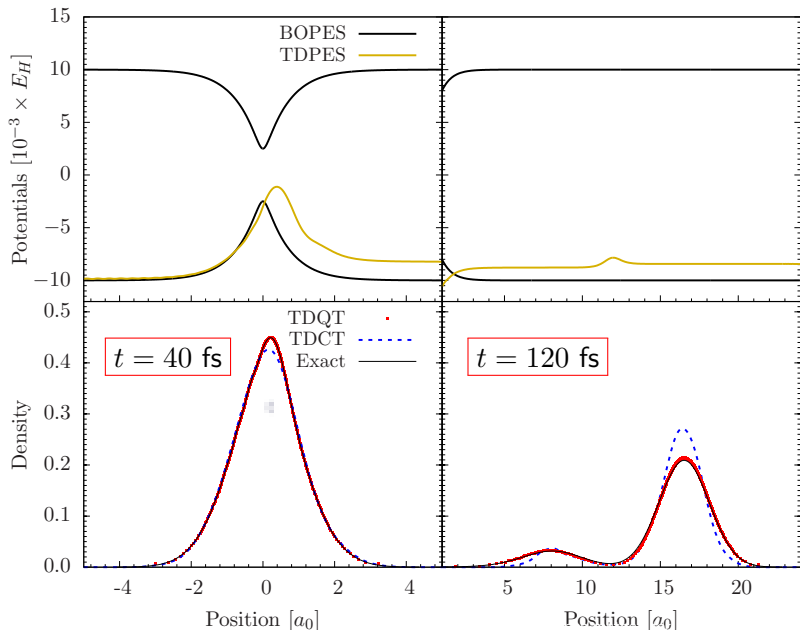 15
10
5
0
−5
−10
Potentials [10⁻³ × E_H]
BOPES
TDPES
0.5
0.4
0.3
0.2
0.1
0.0
Density
TDQT
TDCT
Exact
t = 40 fs
t = 120 fs
-4 -2 0 2 4
5 10 15 20
Position [a₀]
Position [a₀]